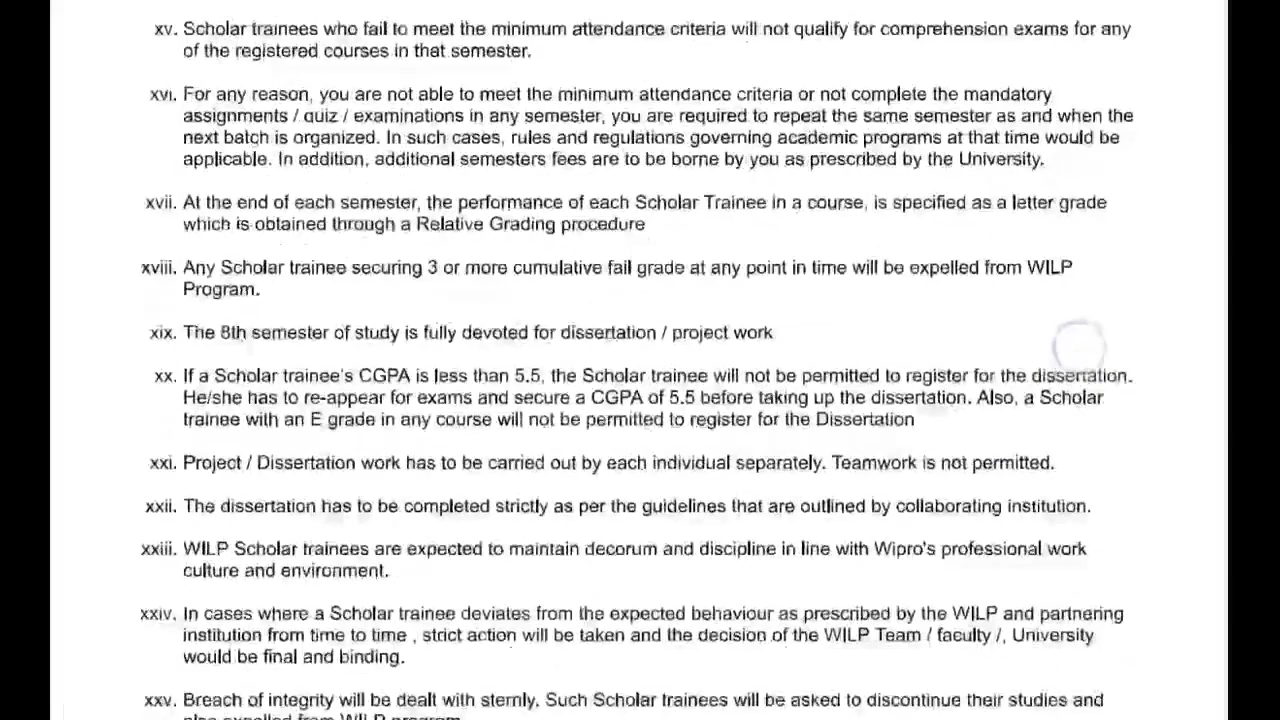 xv. Scholar trainees who fail to meet the minimum attendance criteria will not qualify for comprehension exams for any
of the registered courses in that semester.
xvi. For any reason, you are not able to meet the minimum attendance criteria or not complete the mandatory
assignments / quiz / examinations in any semester, you are required to repeat the same semester as and when the
next batch is organized. In such cases, rules and regulations governing academic programs at that time would be
applicable. In addition, additional semesters fees are to be borne by you as prescribed by the University.
xvii. At the end of each semester, the performance of each Scholar Trainee in a course, is specified as a letter grade
which is obtained through a Relative Grading procedure
xviii. Any Scholar trainee securing 3 or more cumulative fail grade at any point in time will be expelled from WILP
Program.
xix. The 8th semester of study is fully devoted for dissertation / project work
xx. If a Scholar trainee's CGPA is less than 5.5, the Scholar trainee will not be permitted to register for the dissertation.
He/she has to re-appear for exams and secure a CGPA of 5.5 before taking up the dissertation. Also, a Scholar
trainee with an E grade in any course will not be permitted to register for the Dissertation
xxi. Project / Dissertation work has to be carried out by each individual separately. Teamwork is not permitted.
xxii. The dissertation has to be completed strictly as per the guidelines that are outlined by collaborating institution.
xxiii. WILP Scholar trainees are expected to maintain decorum and discipline in line with Wipro's professional work
culture and environment.
xxiv. In cases where a Scholar trainee deviates from the expected behaviour as prescribed by the WILP and partnering
institution from time to time , strict action will be taken and the decision of the WILP Team / faculty /, University
would be final and binding.
xxv. Breach of integrity will be dealt with sternly. Such Scholar trainees will be asked to discontinue their studies and
also expelled from WILP program